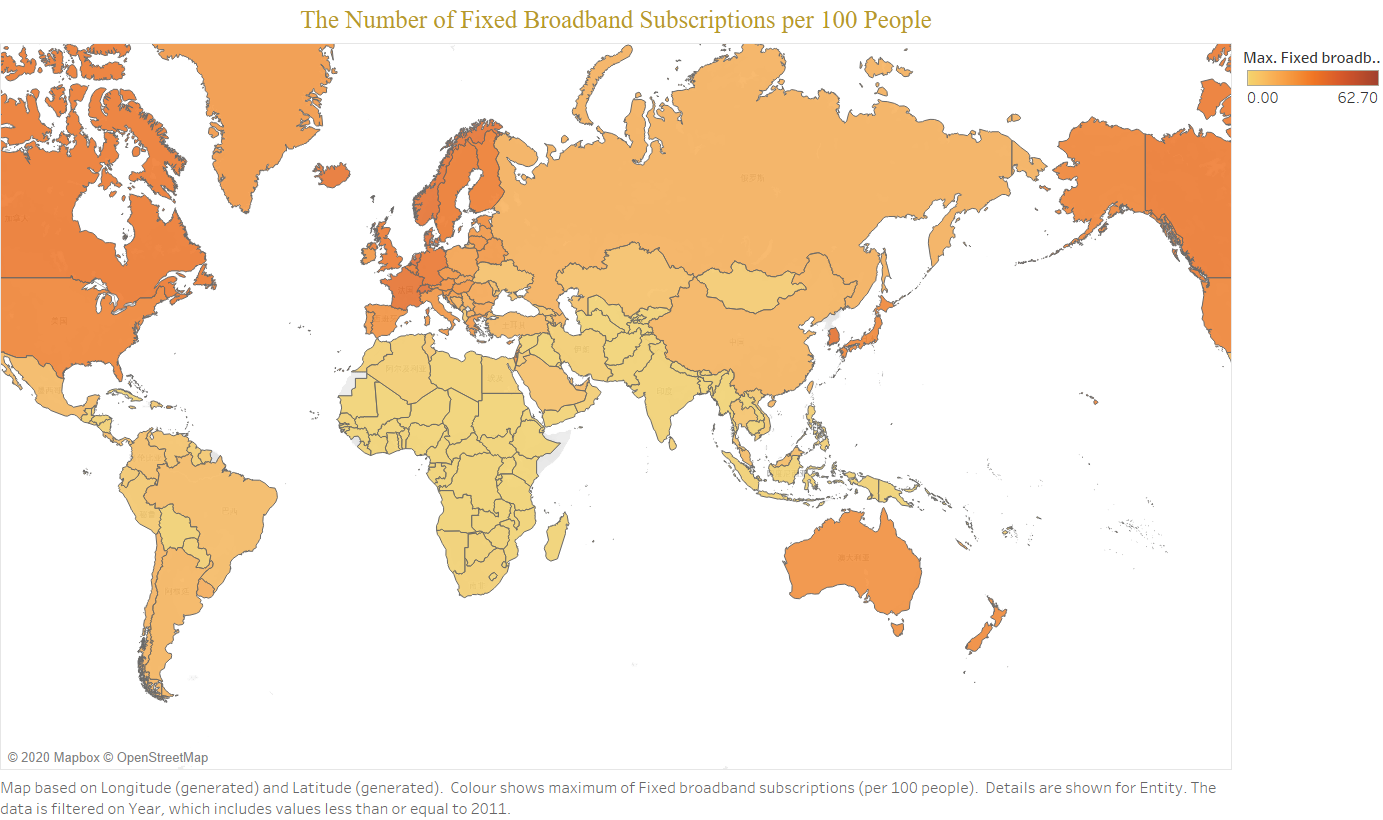 The Number of Fixed Broadband Subscriptions per 100 People
Max. Fixed broadb..
0.00 62.70
© 2020 Mapbox © OpenStreetMap
Map based on Longitude (generated) and Latitude (generated). Colour shows maximum of Fixed broadband subscriptions (per 100 people). Details are shown for Entity. The
data is filtered on Year, which includes values less than or equal to 2011.